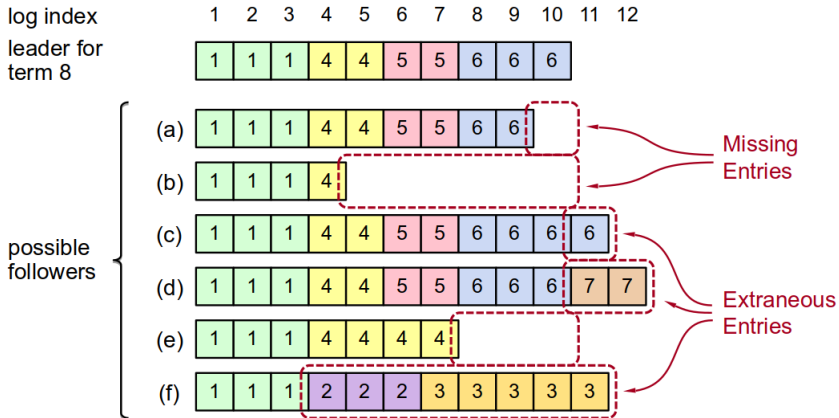 log index 1 2 3 4 5 6 7 8 9 10 11 12
leader for
term 8
1 1 1 4 4 5 5 6 6 6
possible
followers
(a) 1 1 1 4 4 5 5 6 6
(b) 1 1 1 4
(c) 1 1 1 4 4 5 5 6 6 6 6
(d) 1 1 1 4 4 5 5 6 6 6 7 7
(e) 1 1 1 4 4 4 4
(f) 1 1 1 2 2 2 3 3 3 3 3
Missing
Entries
Extraneous
Entries